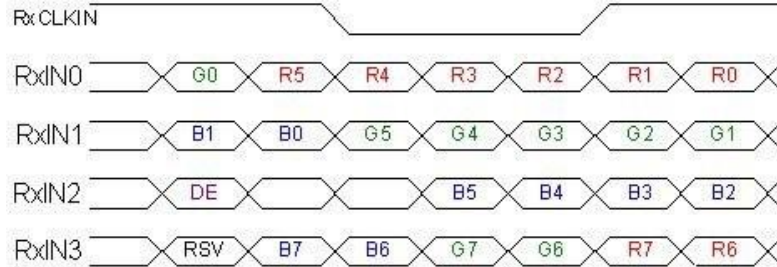 RxCLKIN
RxIN0 G0 R5 R4 R3 R2 R1 R0
RxIN1 B1 B0 G5 G4 G3 G2 G1
RxIN2 DE B5 B4 B3 B2
RxIN3 RSV B7 B6 G7 G6 R7 R6